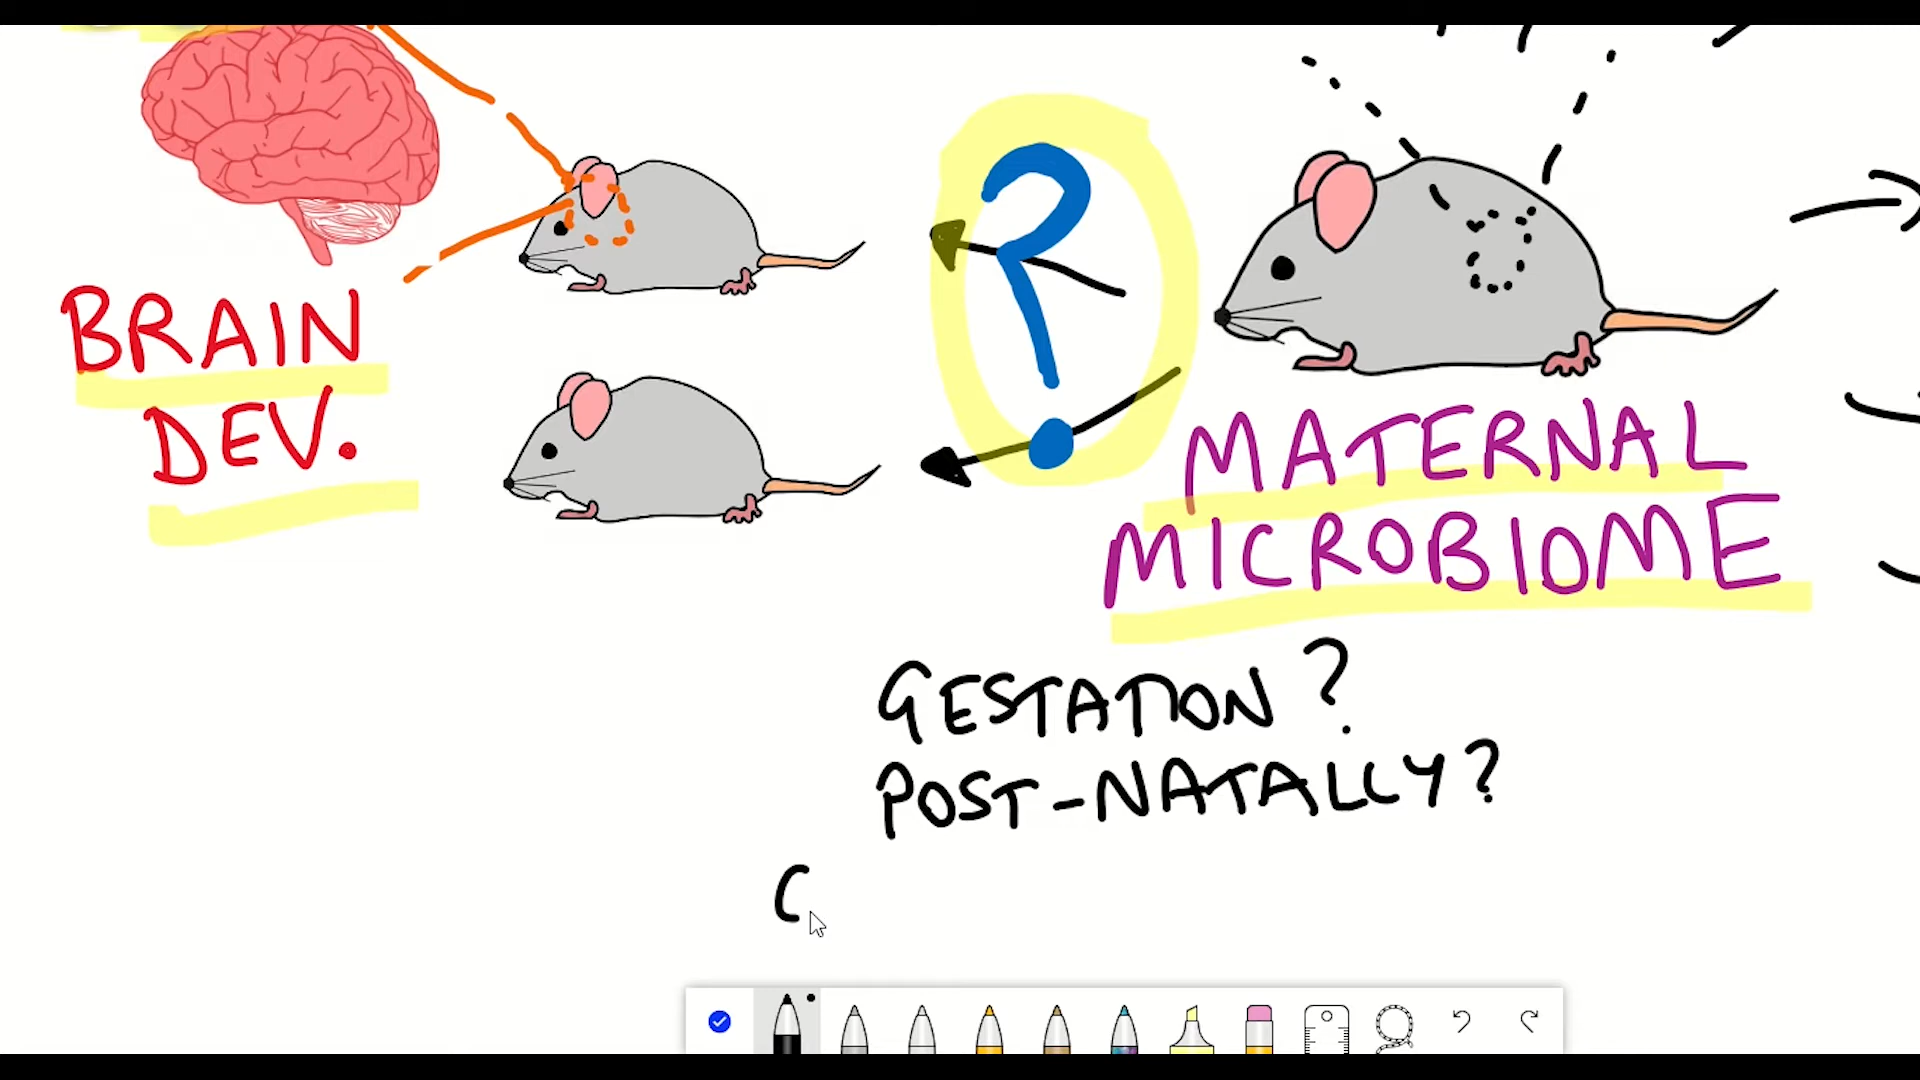 BRAIN
DEV.
?
MATERNAL
MICROBIOME
GESTATION?
POST-NATALLY?
C